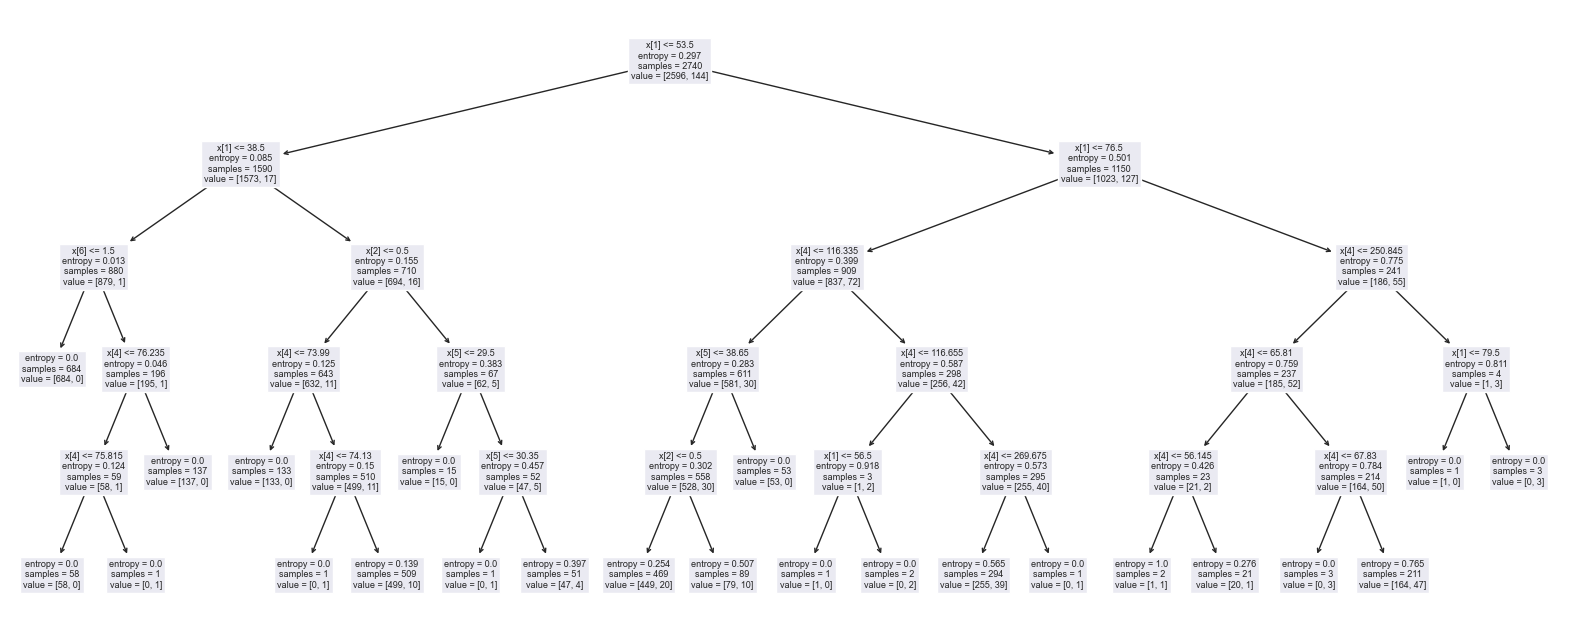 x[1] <= 53.5
entropy = 0.297
samples = 2740
value = [2596, 144]
x[1] <= 38.5
entropy = 0.085
samples = 1590
value = [1573, 17]
x[1] <= 76.5
entropy = 0.501
samples = 1150
value = [1023, 127]
x[6] <= 1.5
entropy = 0.013
samples = 880
value = [879, 1]
x[2] <= 0.5
entropy = 0.155
samples = 710
value = [694, 16]
x[4] <= 116.335
entropy = 0.399
samples = 909
value = [837, 72]
x[4] <= 250.845
entropy = 0.775
samples = 241
value = [186, 55]
entropy = 0.0
samples = 684
value = [684, 0]
x[4] <= 76.235
entropy = 0.046
samples = 196
value = [195, 1]
x[4] <= 73.99
entropy = 0.125
samples = 643
value = [632, 11]
x[5] <= 29.5
entropy = 0.383
samples = 67
value = [62, 5]
x[5] <= 38.65
entropy = 0.283
samples = 611
value = [581, 30]
x[4] <= 116.655
entropy = 0.587
samples = 298
value = [256, 42]
x[4] <= 65.81
entropy = 0.759
samples = 237
value = [185, 52]
x[1] <= 79.5
entropy = 0.811
samples = 4
value = [1, 3]
x[4] <= 75.815
entropy = 0.124
samples = 59
value = [58, 1]
entropy = 0.0
samples = 137
value = [137, 0]
entropy = 0.0
samples = 133
value = [133, 0]
x[4] <= 74.13
entropy = 0.15
samples = 510
value = [499, 11]
entropy = 0.0
samples = 15
value = [15, 0]
x[5] <= 30.35
entropy = 0.457
samples = 52
value = [47, 5]
x[2] <= 0.5
entropy = 0.302
samples = 558
value = [528, 30]
entropy = 0.0
samples = 53
value = [53, 0]
x[1] <= 56.5
entropy = 0.918
samples = 3
value = [1, 2]
x[4] <= 269.675
entropy = 0.573
samples = 295
value = [255, 40]
x[4] <= 56.145
entropy = 0.426
samples = 23
value = [21, 2]
x[4] <= 67.83
entropy = 0.784
samples = 214
value = [164, 50]
entropy = 0.0
samples = 1
value = [1, 0]
entropy = 0.0
samples = 3
value = [0, 3]
entropy = 0.0
samples = 58
value = [58, 0]
entropy = 0.0
samples = 1
value = [0, 1]
entropy = 0.0
samples = 1
value = [0, 1]
entropy = 0.139
samples = 509
value = [499, 10]
entropy = 0.0
samples = 1
value = [0, 1]
entropy = 0.397
samples = 51
value = [47, 4]
entropy = 0.254
samples = 469
value = [449, 20]
entropy = 0.507
samples = 89
value = [79, 10]
entropy = 0.0
samples = 1
value = [1, 0]
entropy = 0.0
samples = 2
value = [0, 2]
entropy = 0.565
samples = 294
value = [255, 39]
entropy = 0.0
samples = 1
value = [0, 1]
entropy = 1.0
samples = 2
value = [1, 1]
entropy = 0.276
samples = 21
value = [20, 1]
entropy = 0.0
samples = 3
value = [0, 3]
entropy = 0.765
samples = 211
value = [164, 47]